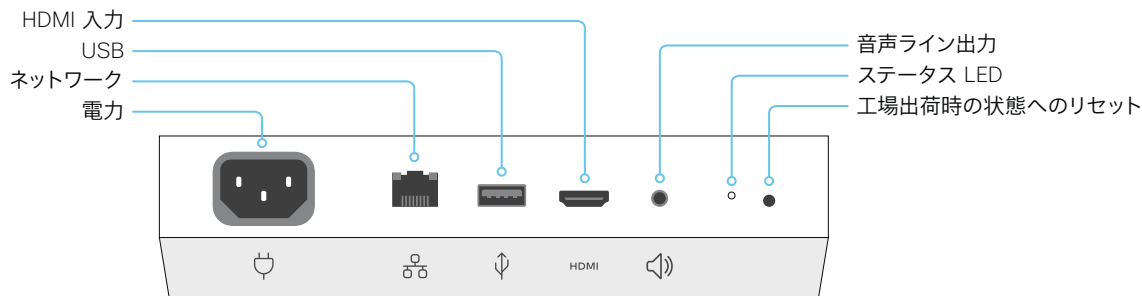 HDMI 入力
USB
ネットワーク
電力
音声ライン出力
ステータス LED
工場出荷時の状態へのリセット
HDMI